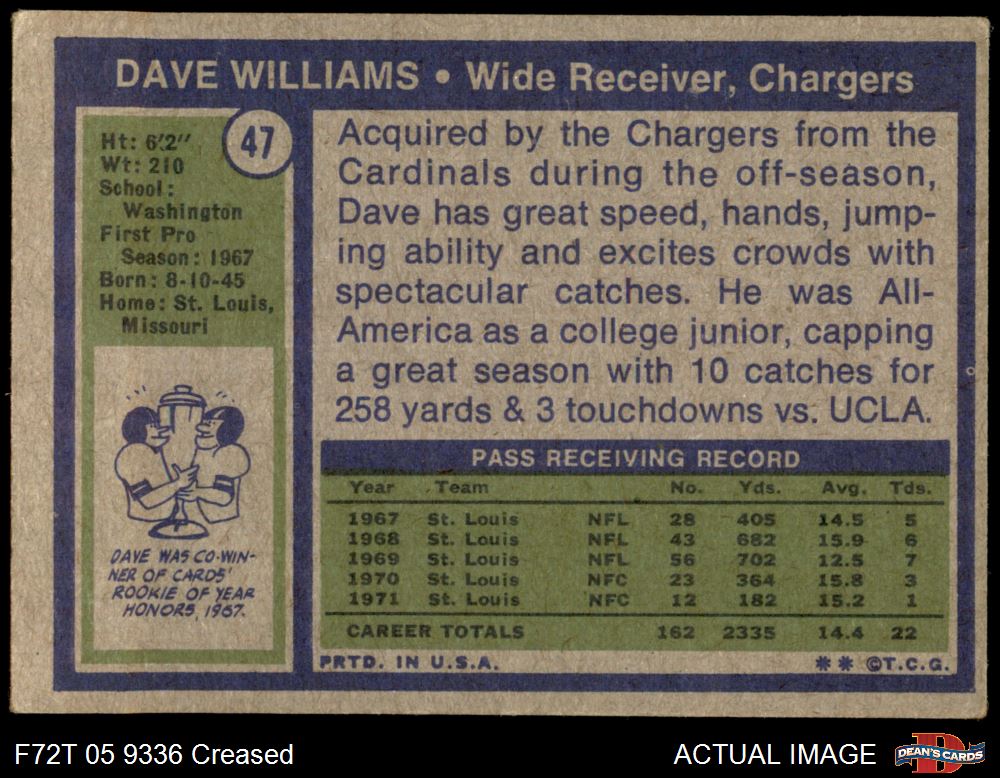 DAVE WILLIAMS • Wide Receiver, Chargers
47
Ht: 6'2"
Wt: 210
School:
Washington
First Pro
Season: 1967
Born: 8-10-45
Home: St. Louis,
Missouri
DAVE WAS CO-WIN-
NER OF CARDS'
ROOKIE OF YEAR
HONORS, 1967.
Acquired by the Chargers from the
Cardinals during the off-season,
Dave has great speed, hands, jump-
ing ability and excites crowds with
spectacular catches. He was All-
America as a college junior, capping
a great season with 10 catches for
258 yards & 3 touchdowns vs. UCLA.
PASS RECEIVING RECORD
Year Team No. Yds. Avg. Tds.
1967 St. Louis NFL 28 405 14.5 5
1968 St. Louis NFL 43 682 15.9 6
1969 St. Louis NFL 56 702 12.5 7
1970 St. Louis NFC 23 364 15.8 3
1971 St. Louis NFC 12 182 15.2 1
CAREER TOTALS 162 2335 14.4 22
PRTD. IN U.S.A. ** ©T.C.G.
F72T 05 9336 Creased ACTUAL IMAGE DEAN'S CARDS